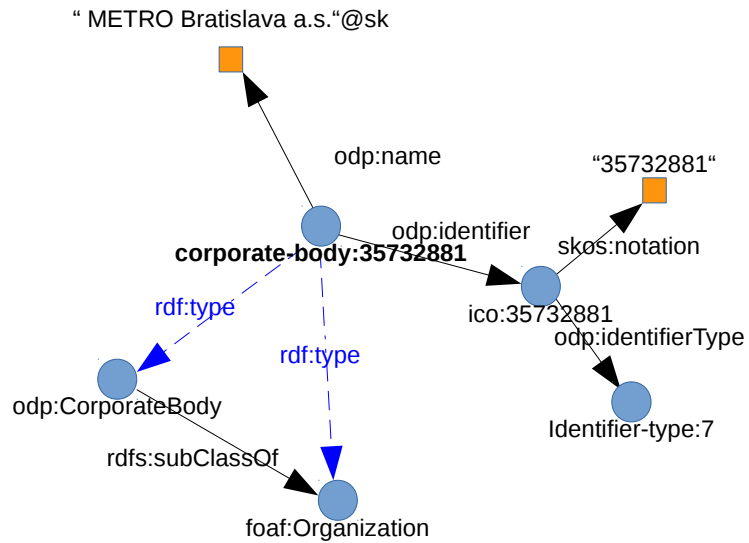 “ METRO Bratislava a.s.“@sk
odp:name
“35732881“
odp:identifier
skos:notation
corporate-body:35732881
ico:35732881
rdf:type
odp:identifierType
rdf:type
odp:CorporateBody
Identifier-type:7
rdfs:subClassOf
foaf:Organization